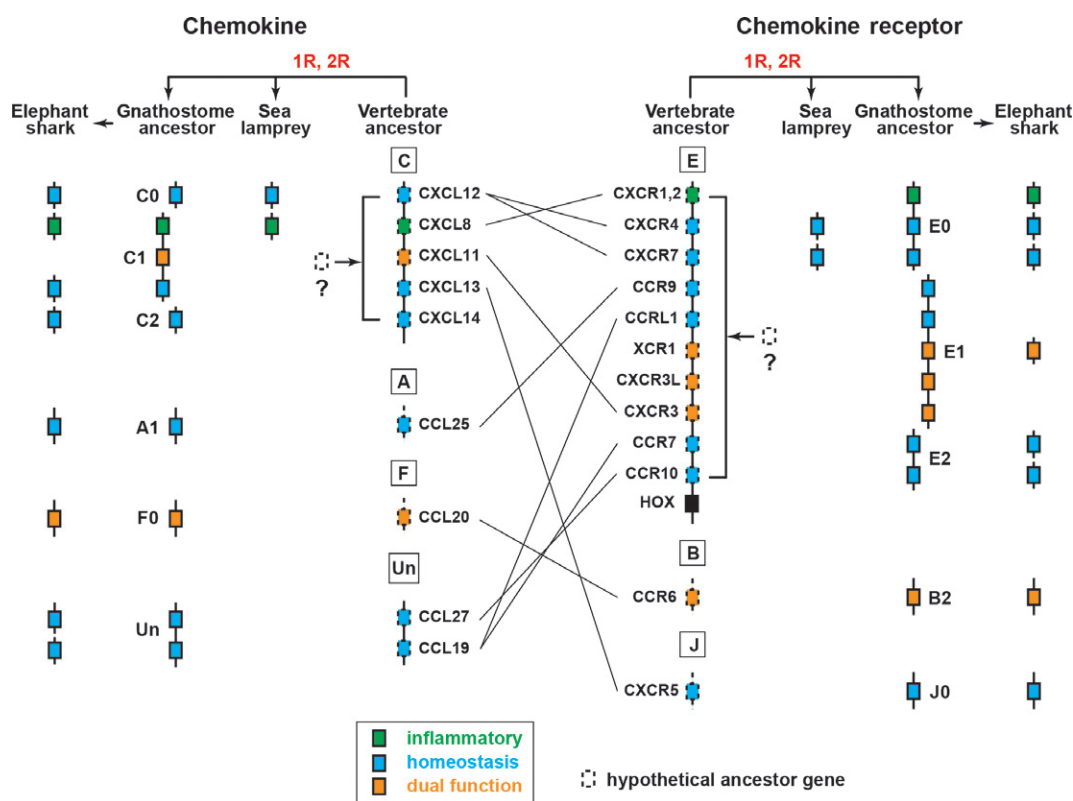 Chemokine
Chemokine receptor
1R, 2R
1R, 2R
Elephant shark
Gnathostome ancestor
Sea lamprey
Vertebrate ancestor
Vertebrate ancestor
Sea lamprey
Gnathostome ancestor
Elephant shark
C
E
C0
CXCL12
CXCR1,2
CXCL8
CXCR4
E0
C1
?
CXCL11
CXCR7
CXCL13
CCR9
C2
CXCL14
CCRL1
XCR1
?
E1
A
CXCR3L
A1
CCL25
CXCR3
CCR7
E2
F
CCR10
HOX
F0
CCL20
B
Un
CCR6
B2
Un
CCL27
CCL19
J
CXCR5
J0
inflammatory
homeostasis
dual function
hypothetical ancestor gene